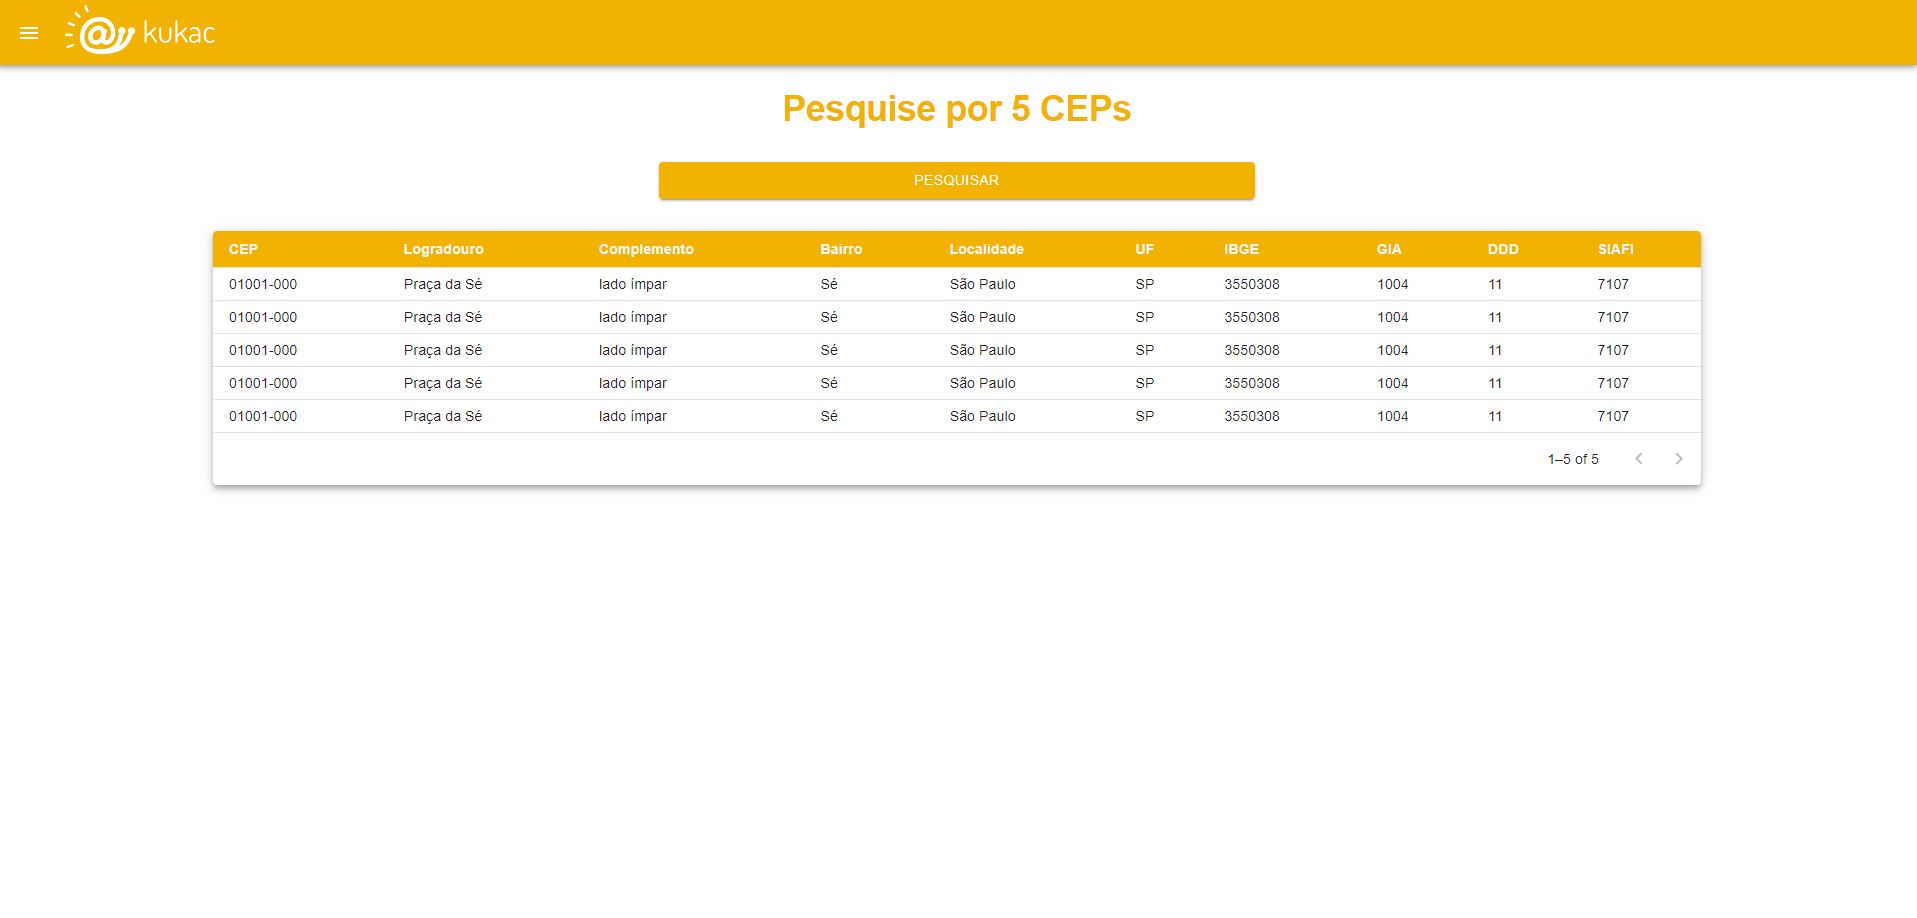 kukac
Pesquise por 5 CEPs
PESQUISAR
CEP Logradouro Complemento Bairro Localidade UF IBGE GIA DDD SIAFI
01001-000 Praça da Sé lado ímpar Sé São Paulo SP 3550308 1004 11 7107
01001-000 Praça da Sé lado ímpar Sé São Paulo SP 3550308 1004 11 7107
01001-000 Praça da Sé lado ímpar Sé São Paulo SP 3550308 1004 11 7107
01001-000 Praça da Sé lado ímpar Sé São Paulo SP 3550308 1004 11 7107
01001-000 Praça da Sé lado ímpar Sé São Paulo SP 3550308 1004 11 7107
1–5 of 5